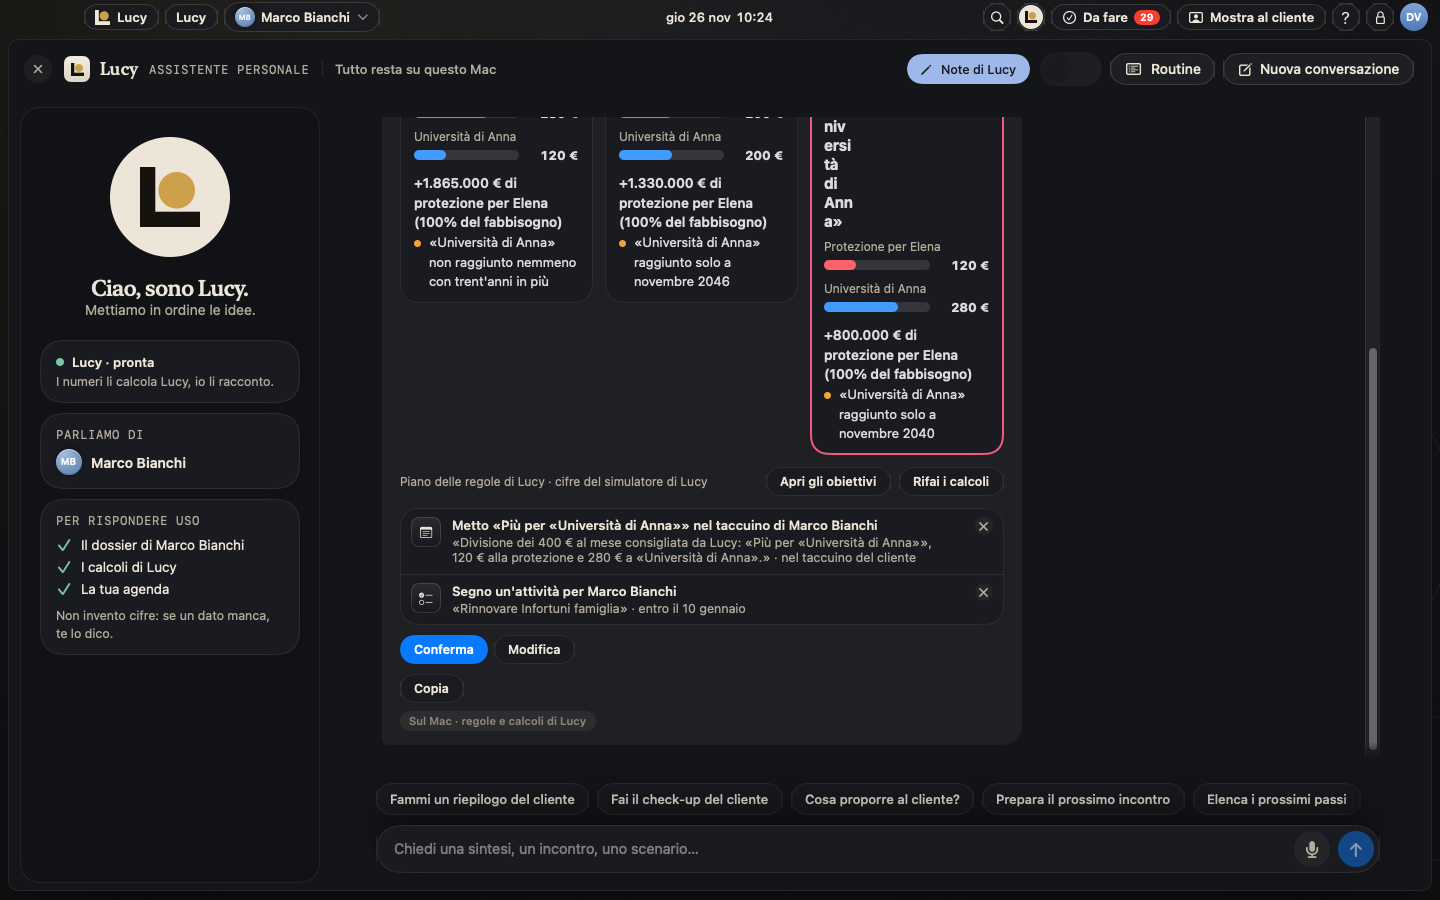 Lucy
Lucy
MB Marco Bianchi
gio 26 nov 10:24
Da fare 29
Mostra al cliente
?
DV
Lucy ASSISTENTE PERSONALE
Tutto resta su questo Mac
Note di Lucy
Routine
Nuova conversazione
Ciao, sono Lucy.
Mettiamo in ordine le idee.
Lucy · pronta
I numeri li calcola Lucy, io li racconto.
PARLIAMO DI
MB Marco Bianchi
PER RISPONDERE USO
Il dossier di Marco Bianchi
I calcoli di Lucy
La tua agenda
Non invento cifre: se un dato manca,
te lo dico.
Università di Anna
120 €
+1.865.000 € di
protezione per Elena
(100% del fabbisogno)
«Università di Anna»
non raggiunto nemmeno
con trent'anni in più
Università di Anna
200 €
+1.330.000 € di
protezione per Elena
(100% del fabbisogno)
«Università di Anna»
raggiunto solo a
novembre 2046
niv
ersi
tà
di
Ann
a»
Protezione per Elena
120 €
Università di Anna
280 €
+800.000 € di
protezione per Elena
(100% del fabbisogno)
«Università di Anna»
raggiunto solo a
novembre 2040
Piano delle regole di Lucy · cifre del simulatore di Lucy
Apri gli obiettivi
Rifai i calcoli
Metto «Più per «Università di Anna»» nel taccuino di Marco Bianchi
«Divisione dei 400 € al mese consigliata da Lucy: «Più per «Università di Anna»»,
120 € alla protezione e 280 € a «Università di Anna».» · nel taccuino del cliente
Segno un'attività per Marco Bianchi
«Rinnovare Infortuni famiglia» · entro il 10 gennaio
Conferma
Modifica
Copia
Sul Mac · regole e calcoli di Lucy
Fammi un riepilogo del cliente
Fai il check-up del cliente
Cosa proporre al cliente?
Prepara il prossimo incontro
Elenca i prossimi passi
Chiedi una sintesi, un incontro, uno scenario...